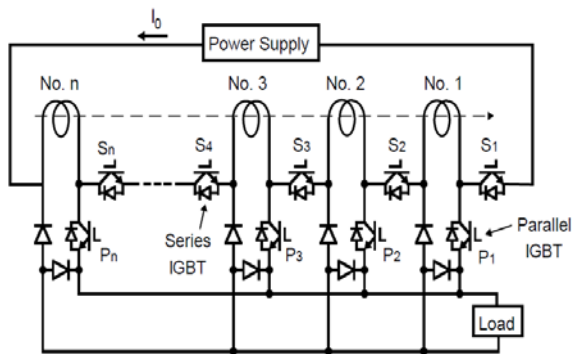 I0
Power Supply
No. n
No. 3
No. 2
No. 1
Sn
S4
S3
S2
S1
Series
IGBT
Pn
P3
P2
P1
Parallel
IGBT
Load